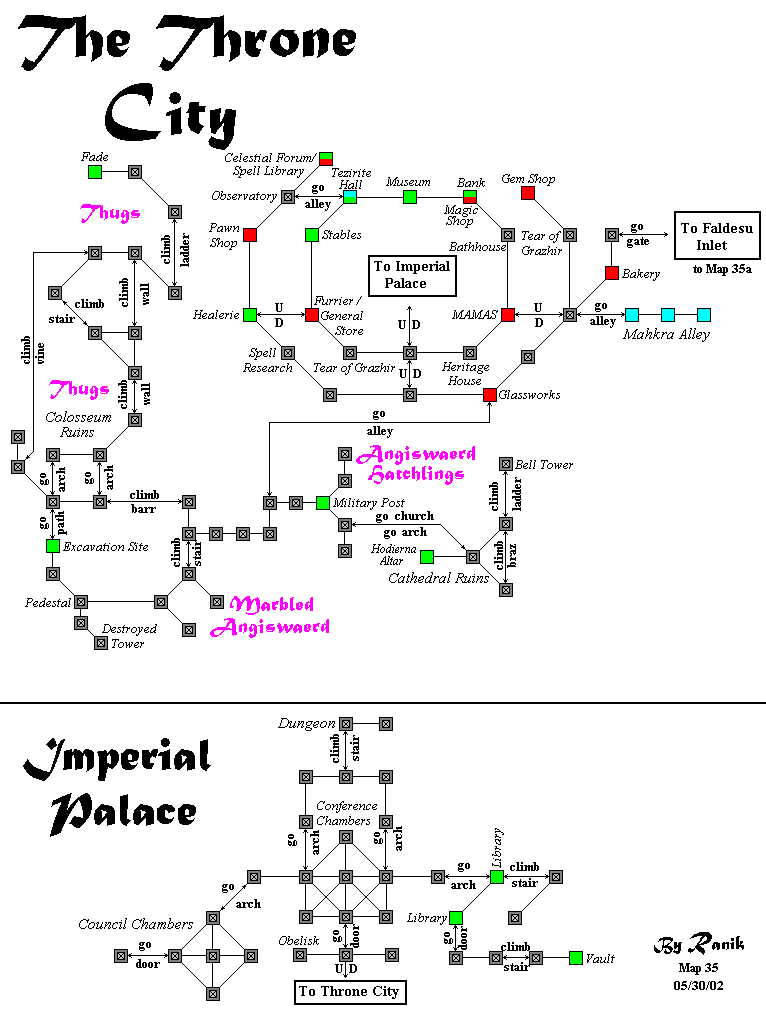 The Throne
City
Fade
Thugs
climb
ladder
climb
wall
climb
stair
climb
vine
Thugs
climb
wall
Colosseum
Ruins
go
arch
go
arch
climb
barr
go
path
Excavation Site
climb
stair
Pedestal
Destroyed
Tower
Marbled
Angiswaerd
Celestial Forum/
Spell Library
Observatory
go
alley
Tezirite
Hall
Museum
Bank
Magic
Shop
Gem Shop
Pawn
Shop
Stables
Bathhouse
Tear of
Grazhir
go
gate
To Faldesu
Inlet
to Map 35a
To Imperial
Palace
Bakery
Healerie
U
D
Furrier/
General
Store
U D
MAMAS'
U
D
go
alley
Mahkra Alley
Spell
Research
Tear of Grazhir
U D
Heritage
House
Glassworks
go
alley
Angiswaerd
Hatchlings
Military Post
go church
go arch
Bell Tower
climb
ladder
climb
braz
Hodierna
Altar
Cathedral Ruins
Imperial
Palace
Dungeon
climb
stair
Conference
Chambers
go
arch
go
arch
go
arch
Council Chambers
go
door
go
door
Obelisk
U D
To Throne City
go
arch
Library
climb
stair
Library
go
door
climb
stair
Vault
By Ranik
Map 35
05/30/02